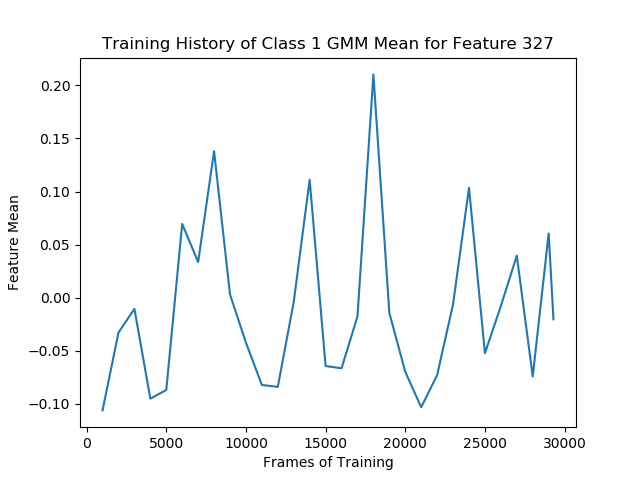 Training History of Class 1 GMM Mean for Feature 327
0.20
0.15
0.10
0.05
0.00
−0.05
−0.10
Feature Mean
0 5000 10000 15000 20000 25000 30000
Frames of Training